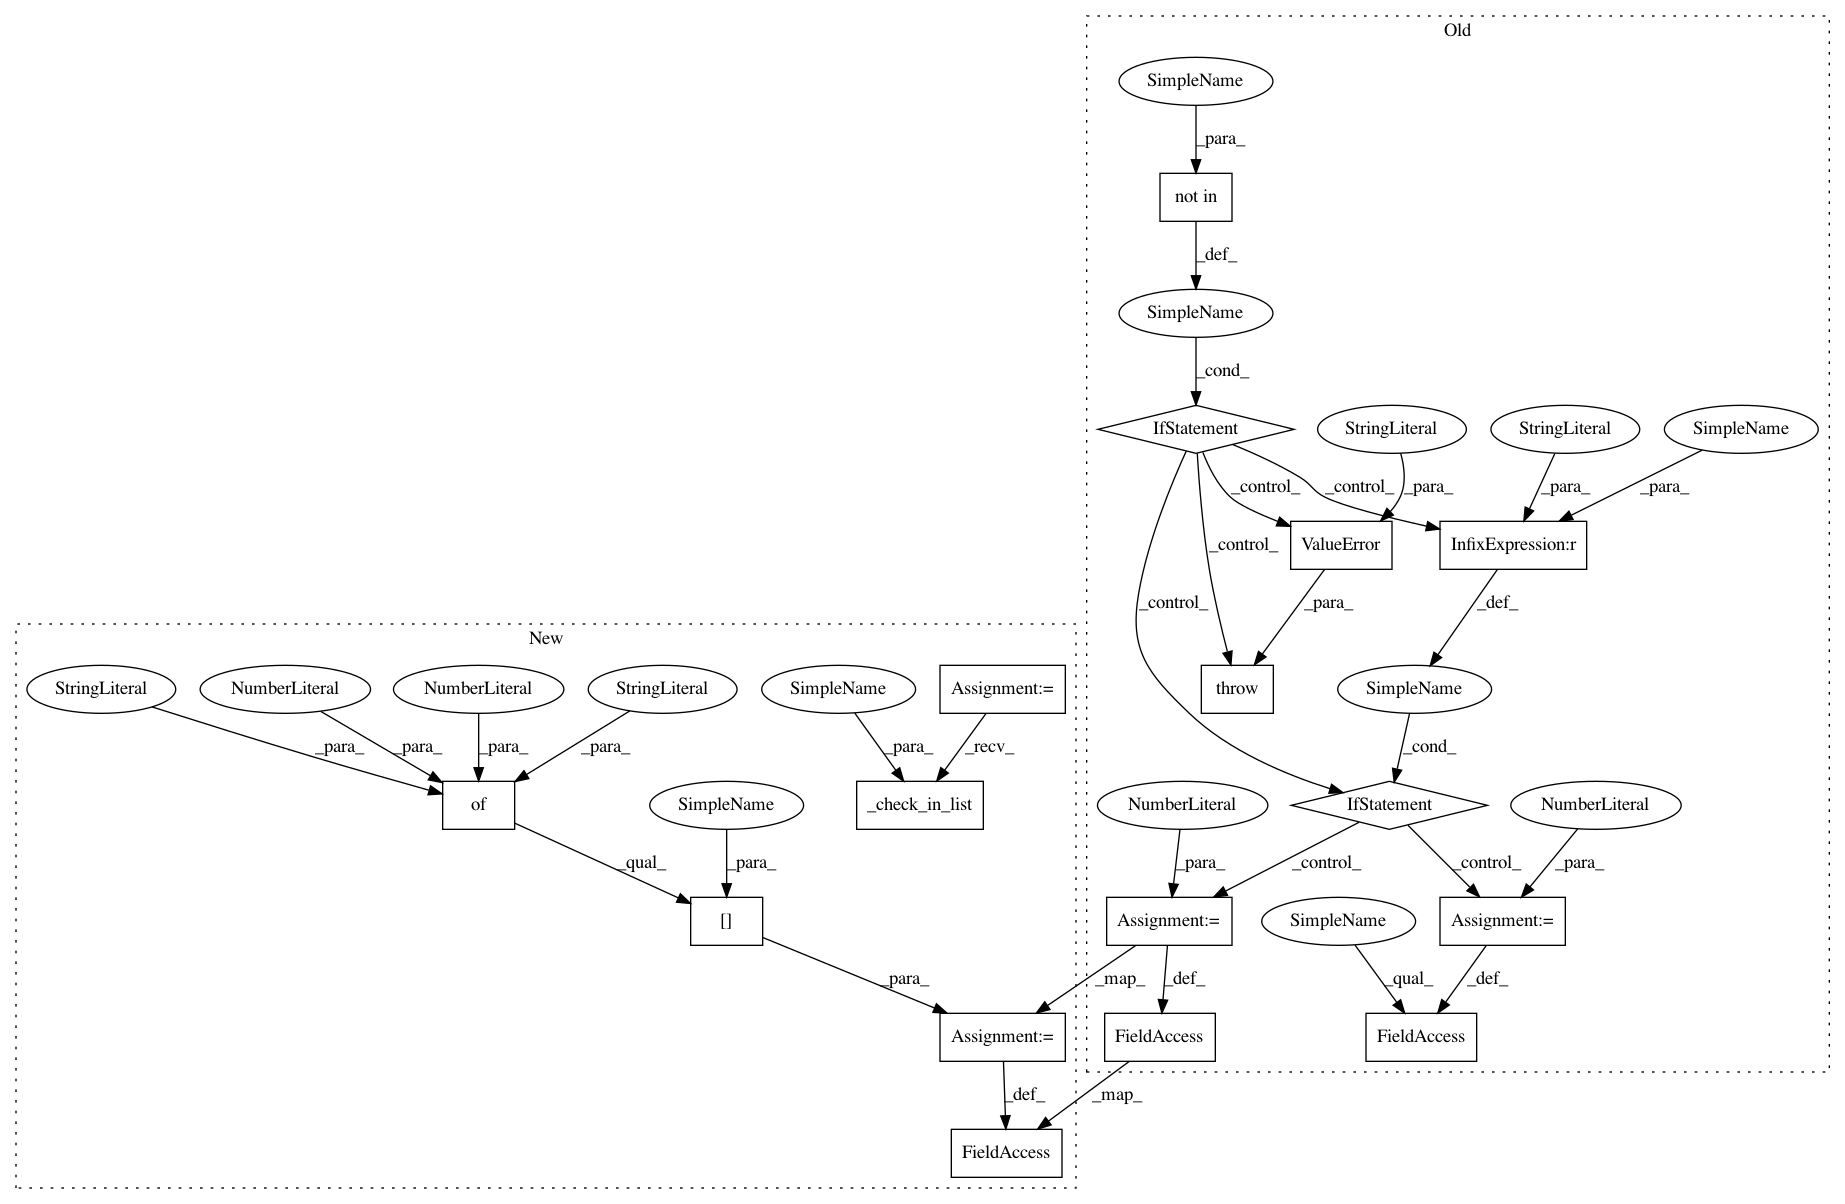 Old
SimpleName
_para_
not in
_def_
SimpleName
_cond_
IfStatement
StringLiteral
StringLiteral
SimpleName
_control_
_control_
_para_
_para_
_para_
ValueError
InfixExpression:r
_control_
_control_
_para_
_def_
New
StringLiteral
NumberLiteral
NumberLiteral
StringLiteral
SimpleName
Assignment:=
throw
SimpleName
_para_
_para_
_para_
_para_
_para_
_recv_
_cond_
of
SimpleName
_check_in_list
NumberLiteral
IfStatement
NumberLiteral
_qual_
_para_
_para_
_control_
_control_
_para_
[]
Assignment:=
SimpleName
Assignment:=
_para_
_map_
_def_
_qual_
_def_
Assignment:=
FieldAccess
FieldAccess
_def_
_map_
FieldAccess